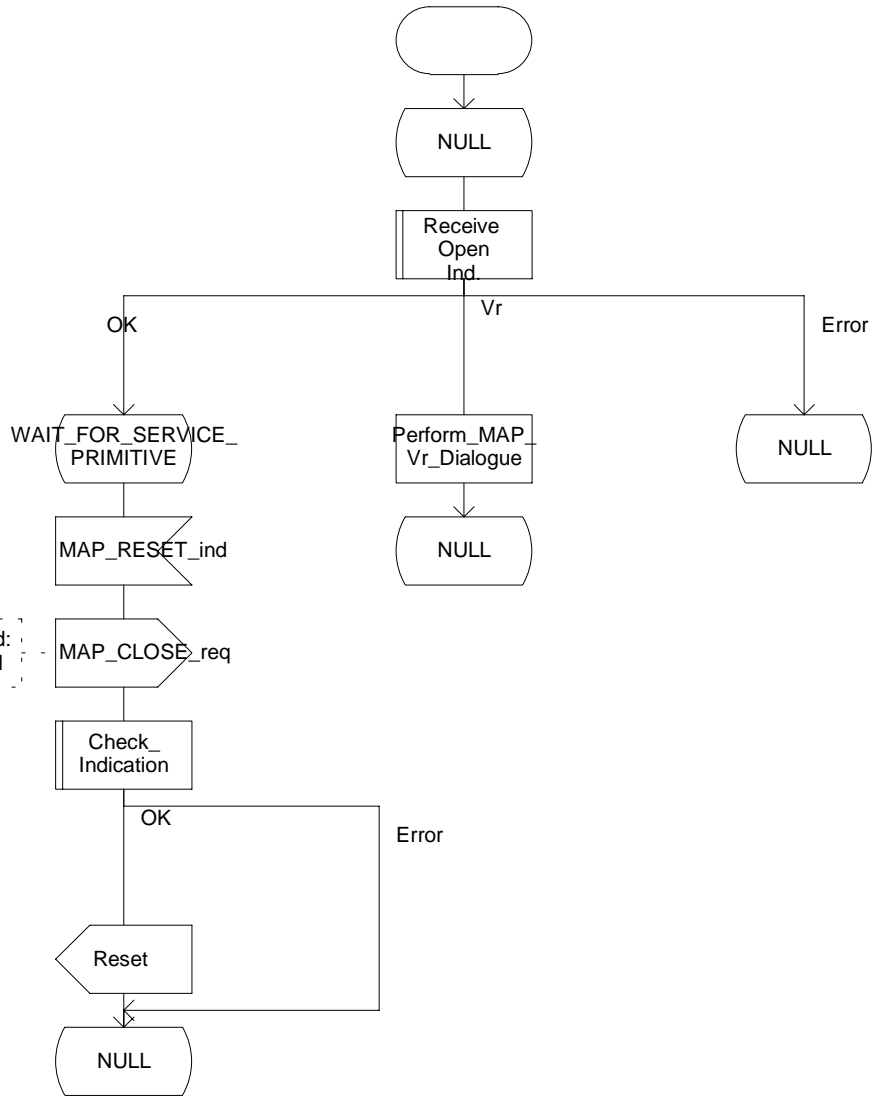 NULL
Receive
Open
Ind.
OK
Vr
Error
WAIT_FOR_SERVICE_
PRIMITIVE
Perform_MAP_
Vr_Dialogue
NULL
MAP_RESET_ind
NULL
d:
MAP_CLOSE_req
Check_
Indication
OK
Error
Reset
NULL